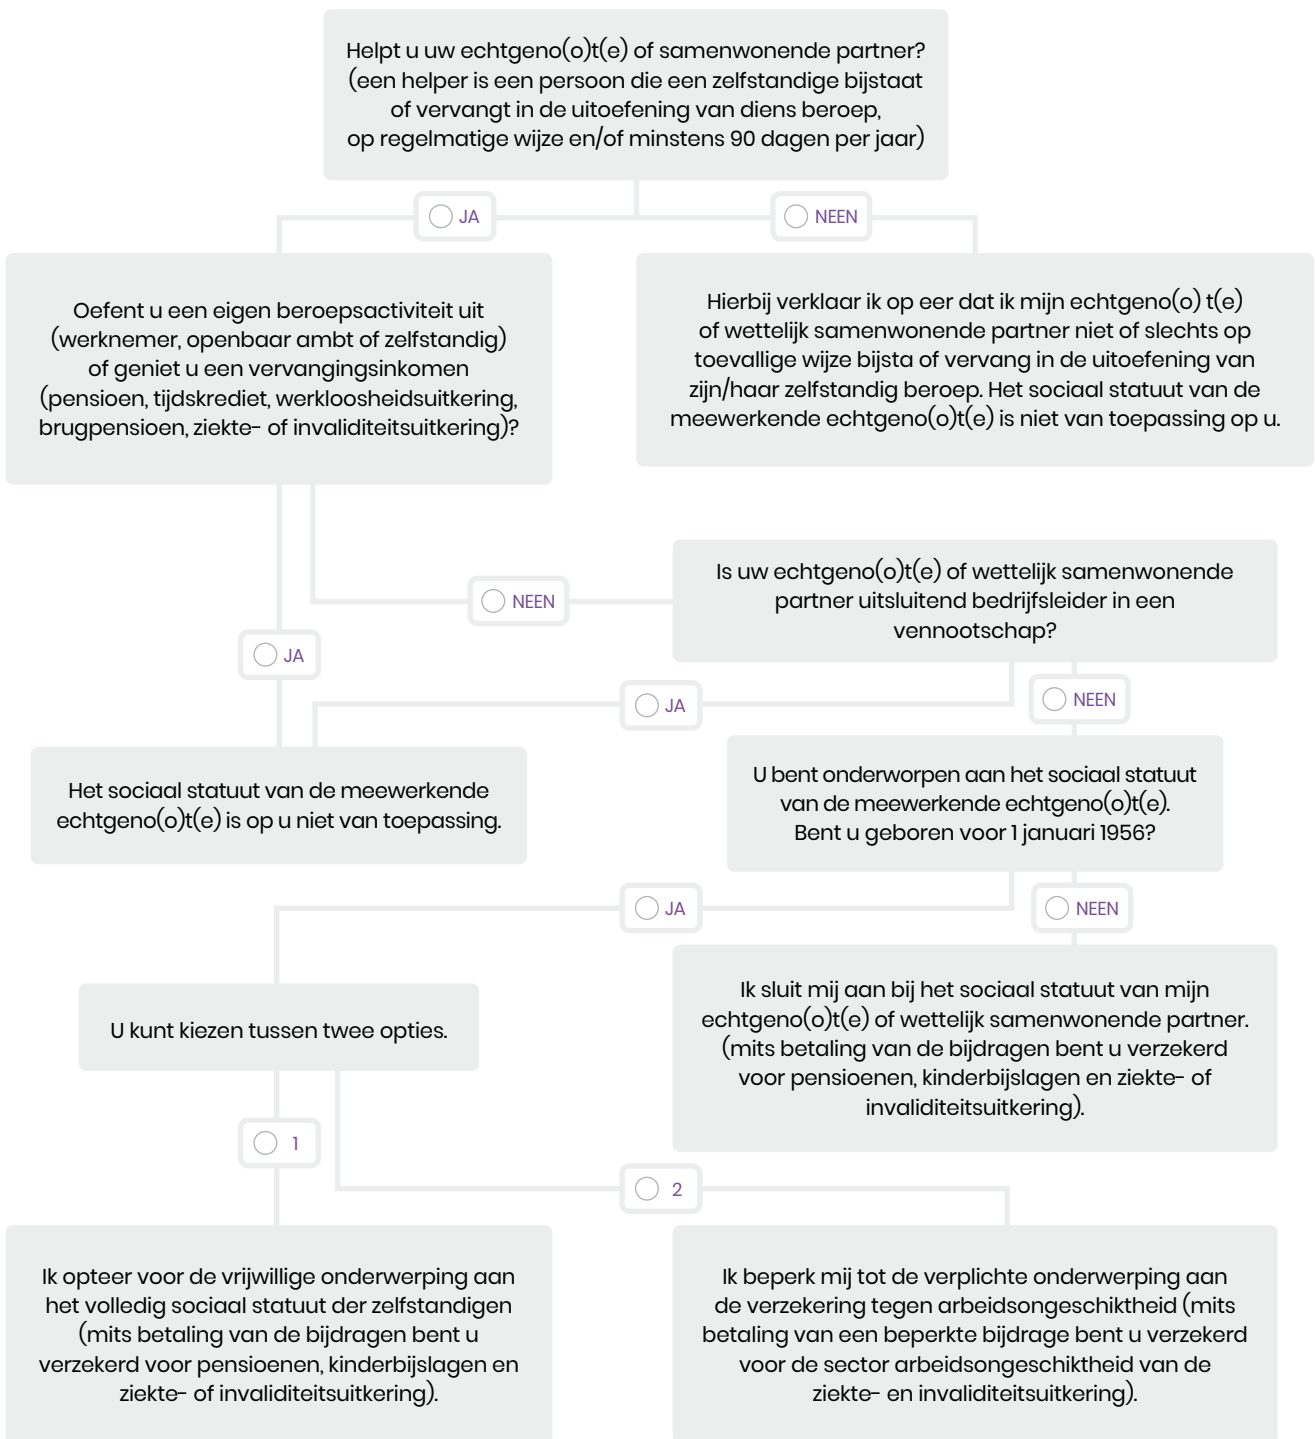 Helpt u uw echtgeno(o)t(e) of samenwonende partner?
(een helper is een persoon die een zelfstandige bijstaat
of vervangt in de uitoefening van diens beroep,
op regelmatige wijze en/of minstens 90 dagen per jaar)
JA
NEEN
Oefent u een eigen beroepsactiviteit uit
(werknemer, openbaar ambt of zelfstandig)
of geniet u een vervangingsinkomen
(pensioen, tijdskrediet, werkloosheidsuitkering,
brugpensioen, ziekte- of invaliditeitsuitkering)?
Hierbij verklaar ik op eer dat ik mijn echtgeno(o) t(e)
of wettelijk samenwonende partner niet of slechts op
toevallige wijze bijsta of vervang in de uitoefening van
zijn/haar zelfstandig beroep. Het sociaal statuut van de
meewerkende echtgeno(o)t(e) is niet van toepassing op u.
NEEN
Is uw echtgeno(o)t(e) of wettelijk samenwonende
partner uitsluitend bedrijfsleider in een
vennootschap?
JA
JA
NEEN
Het sociaal statuut van de meewerkende
echtgeno(o)t(e) is op u niet van toepassing.
U bent onderworpen aan het sociaal statuut
van de meewerkende echtgeno(o)t(e).
Bent u geboren voor 1 januari 1956?
JA
NEEN
U kunt kiezen tussen twee opties.
Ik sluit mij aan bij het sociaal statuut van mijn
echtgeno(o)t(e) of wettelijk samenwonende partner.
(mits betaling van de bijdragen bent u verzekerd
voor pensioenen, kinderbijslagen en ziekte- of
invaliditeitsuitkering).
1
2
Ik opteer voor de vrijwillige onderwerping aan
het volledig sociaal statuut der zelfstandigen
(mits betaling van de bijdragen bent u
verzekerd voor pensioenen, kinderbijslagen en
ziekte- of invaliditeitsuitkering).
Ik beperk mij tot de verplichte onderwerping aan
de verzekering tegen arbeidsongeschiktheid (mits
betaling van een beperkte bijdrage bent u verzekerd
voor de sector arbeidsongeschiktheid van de
ziekte- en invaliditeitsuitkering).